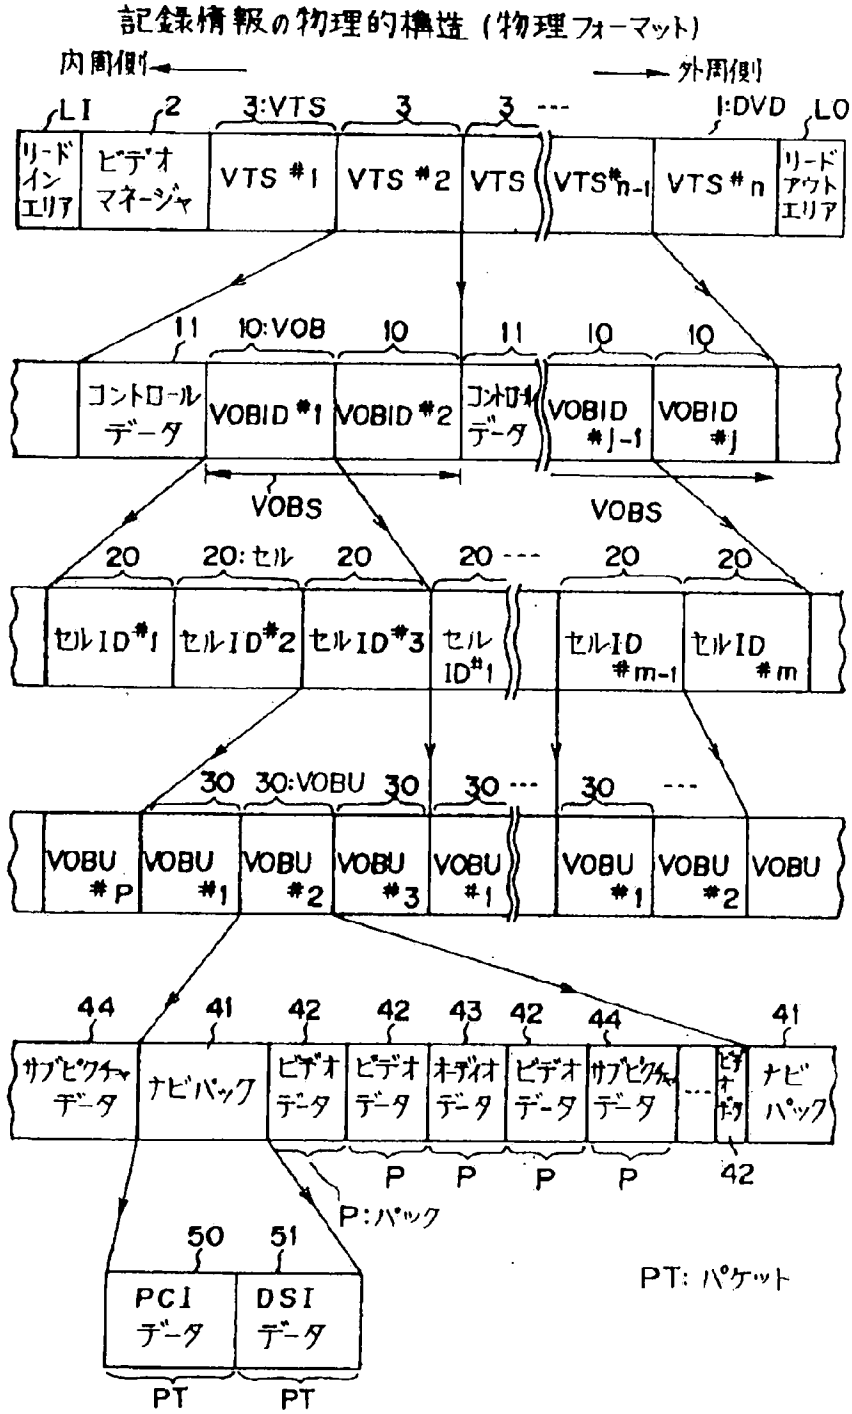 記録情報の物理的構造(物理フォーマット)
内周側
外周側
LI 2 3:VTS 3 3 --- 1:DVD LO
リード
イン
エリア
ビデオ
マネージャ
VTS #1
VTS #2
VTS
VTS#n-1
VTS #n
リード
アウト
エリア
11 10:VOB 10 11 10 10
コントロール
データ
VOBID #1
VOBID #2
コントロール
データ
VOBID
#j-1
VOBID
#j
VOBS
VOBS
20 20:セル 20 20 --- 20 20
セルID#1
セルID#2
セルID#3
セル
ID#1
セルID
#m-1
セルID
#m
30 30:VOBU 30 30 --- 30 ---
VOBU
#P
VOBU
#1
VOBU
#2
VOBU
#3
VOBU
#1
VOBU
#1
VOBU
#2
VOBU
44 41 42 42 43 42 44 41
サブピクチャ
データ
ナビパック
ビデオ
データ
ビデオ
データ
オーディオ
データ
ビデオ
データ
サブピクチャ
データ
---
ビデオ
データ
ナビ
パック
42
P P P P
P:パック
50 51
PCI
データ
DSI
データ
PT PT
PT:パケット